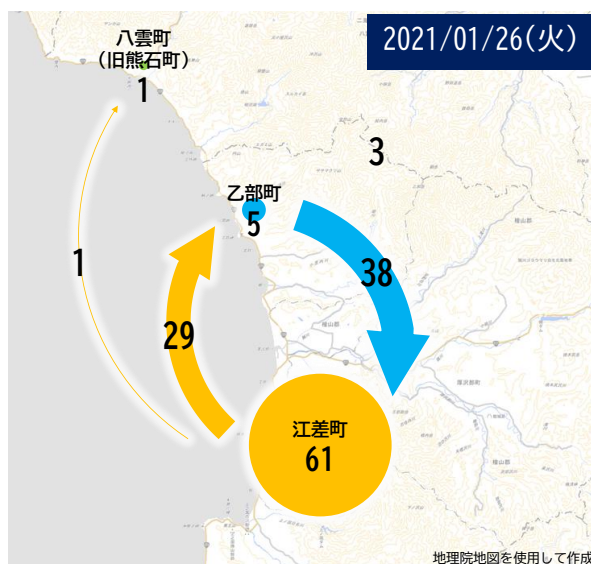 2021/01/26(火)
八雲町
(旧熊石町)
1
3
乙部町
5
38
1
29
江差町
61
地理院地図を使用して作成